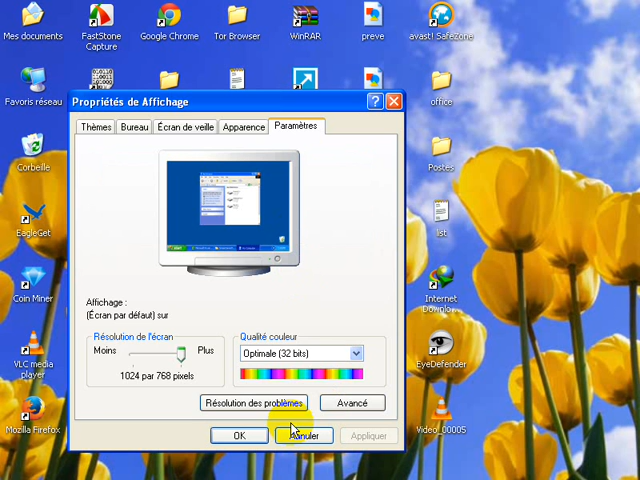 Mes documents
FastStone
Capture
Google Chrome
Tor Browser
WinRAR
preve
avast! SafeZone
Favoris réseau
office
Corbeille
Postes
EagleGet
list
Coin Miner
Internet
Downlo...
VLC media
player
EyeDefender
Mozilla Firefox
Video_0000S
Propriétés de Affichage
Thèmes
Bureau
Écran de veille
Apparence
Paramètres
Affichage :
(Écran par défaut) sur
Résolution de l'écran
Moins
Plus
1024 par 768 pixels
Qualité couleur
Optimale (32 bits)
Résolution des problèmes
Avancé
OK
Annuler
Appliquer